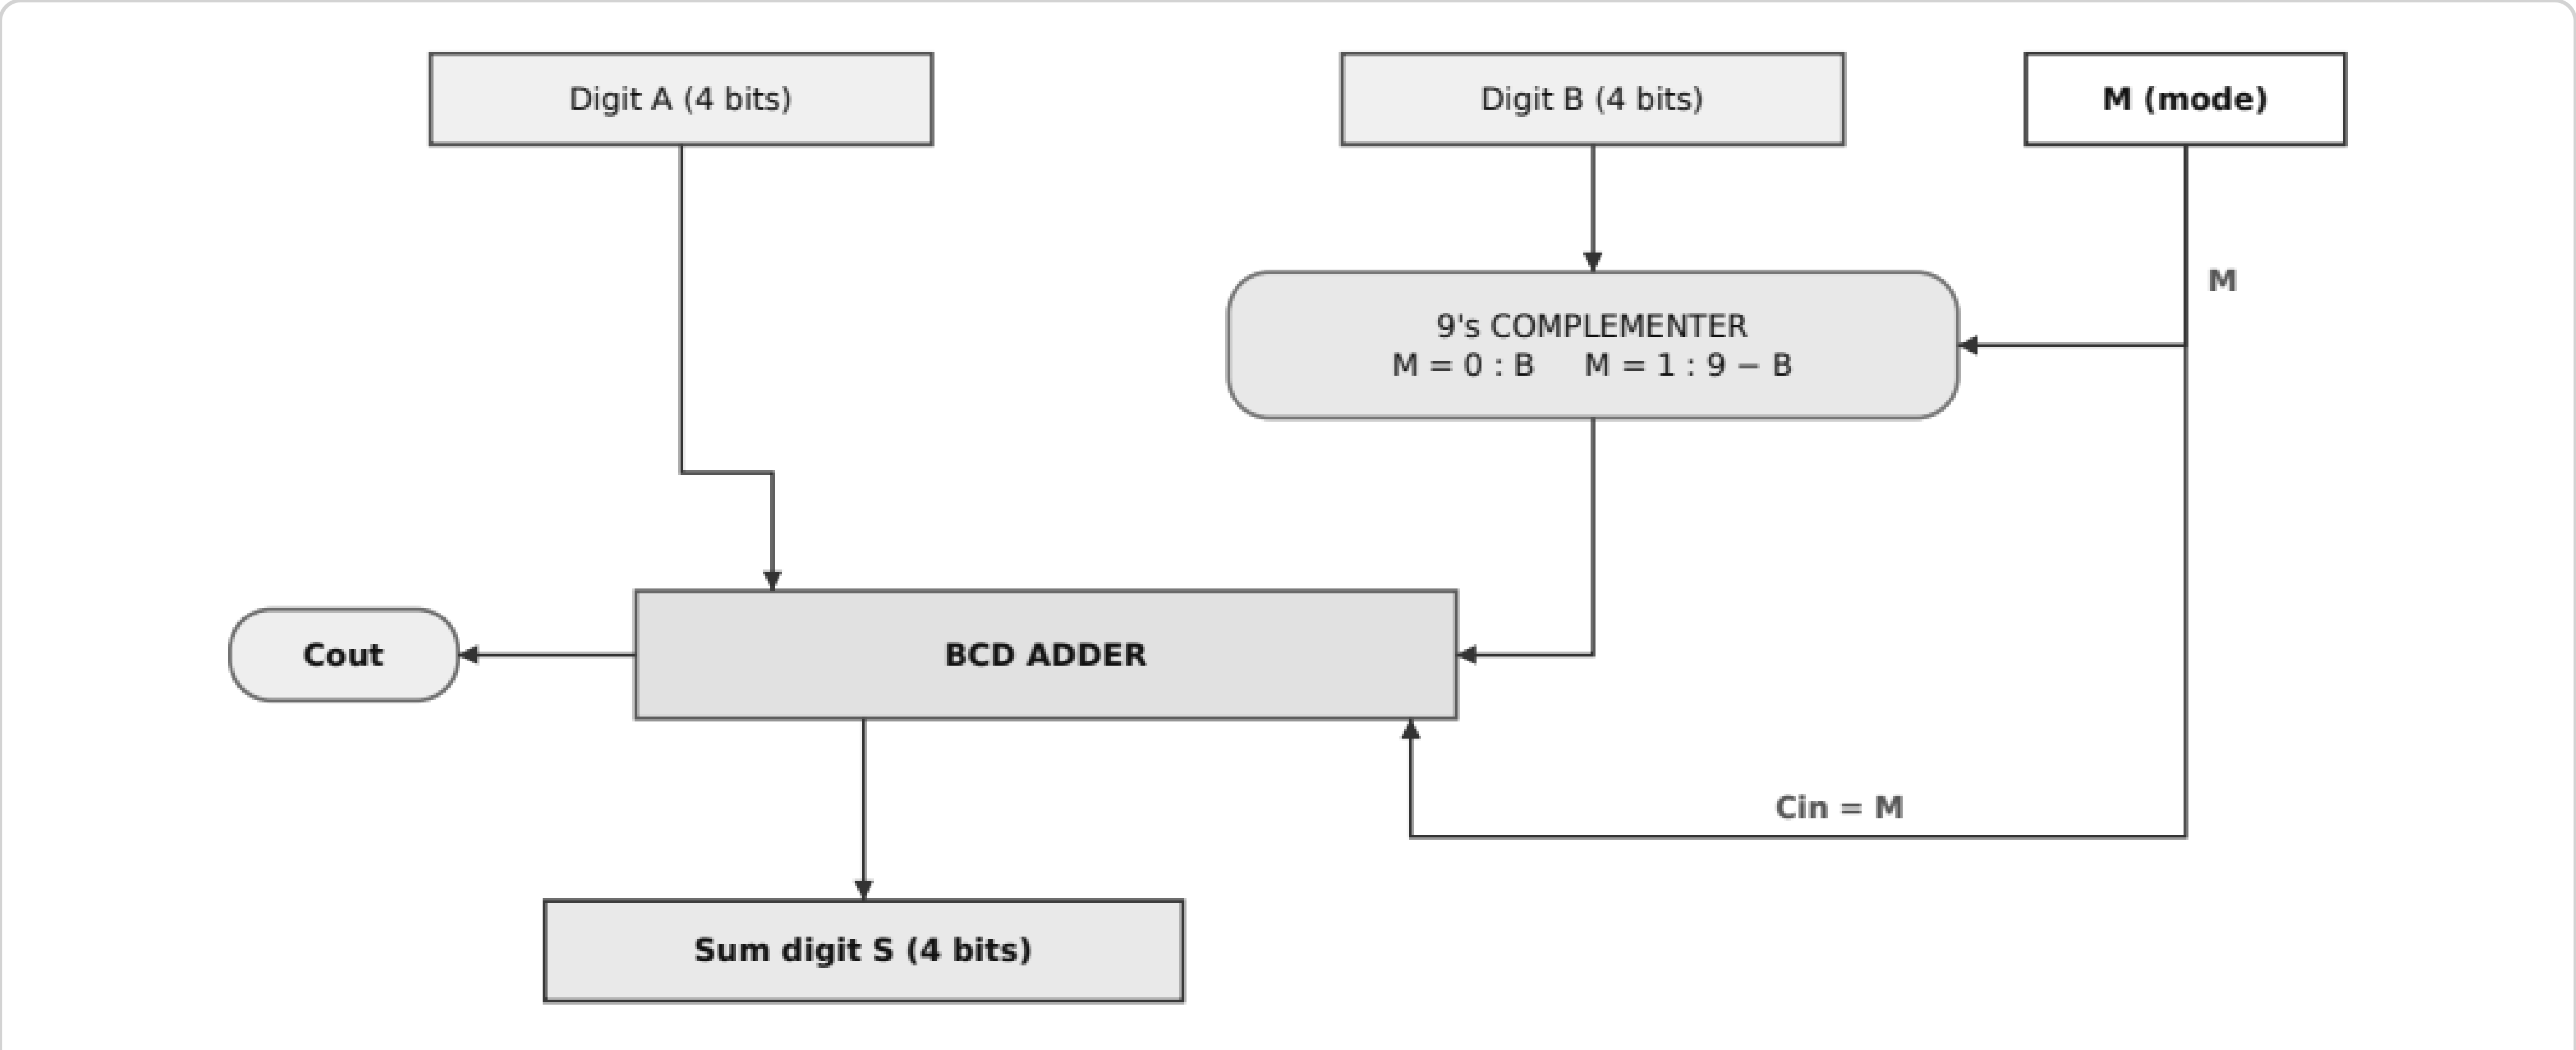 Digit A (4 bits)
Digit B (4 bits)
M (mode)
M
9's COMPLEMENTER
M = 0 : B     M = 1 : 9 − B
Cout
BCD ADDER
Cin = M
Sum digit S (4 bits)